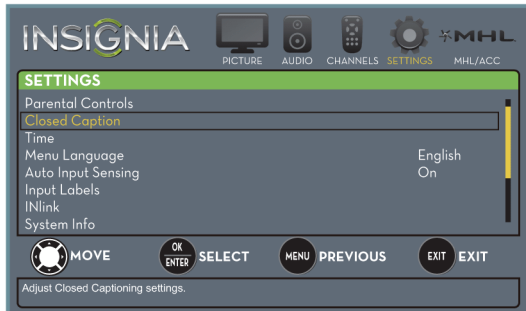 INSIGNIA
PICTURE AUDIO CHANNELS SETTINGS MHL/ACC
MHL
SETTINGS
Parental Controls
Closed Caption
Time
Menu Language English
Auto Input Sensing On
Input Labels
INlink
System Info
MOVE OK ENTER SELECT MENU PREVIOUS EXIT EXIT
Adjust Closed Captioning settings.